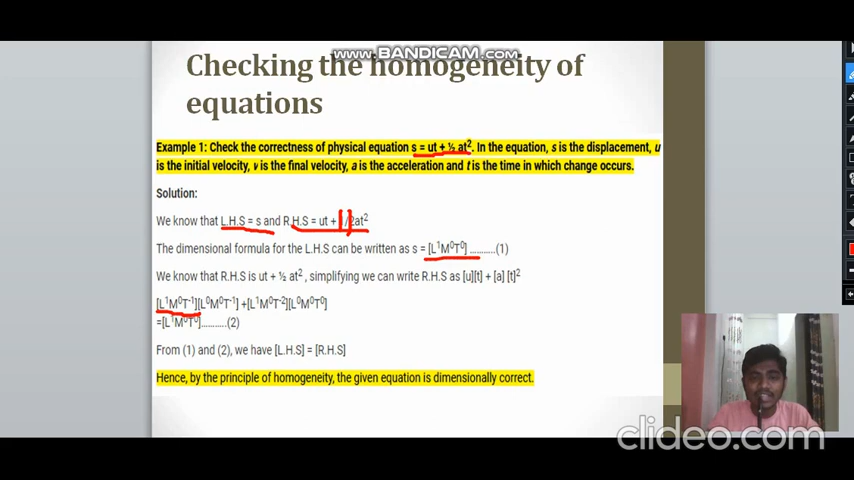 www.BANDICAM.com
Checking the homogeneity of
equations
Example 1: Check the correctness of physical equation s = ut + ½ at². In the equation, s is the displacement, u
is the initial velocity, v is the final velocity, a is the acceleration and t is the time in which change occurs.
Solution:
We know that L.H.S = s and R.H.S = ut + 1/2at²
The dimensional formula for the L.H.S can be written as s = [L¹M⁰T⁰] ...........(1)
We know that R.H.S is ut + ½ at² , simplifying we can write R.H.S as [u][t] + [a] [t]²
[L¹M⁰T⁻¹][L⁰M⁰T⁻¹] +[L¹M⁰T⁻²][L⁰M⁰T⁰]
=[L¹M⁰T⁰]...........(2)
From (1) and (2), we have [L.H.S] = [R.H.S]
Hence, by the principle of homogeneity, the given equation is dimensionally correct.
clideo.com